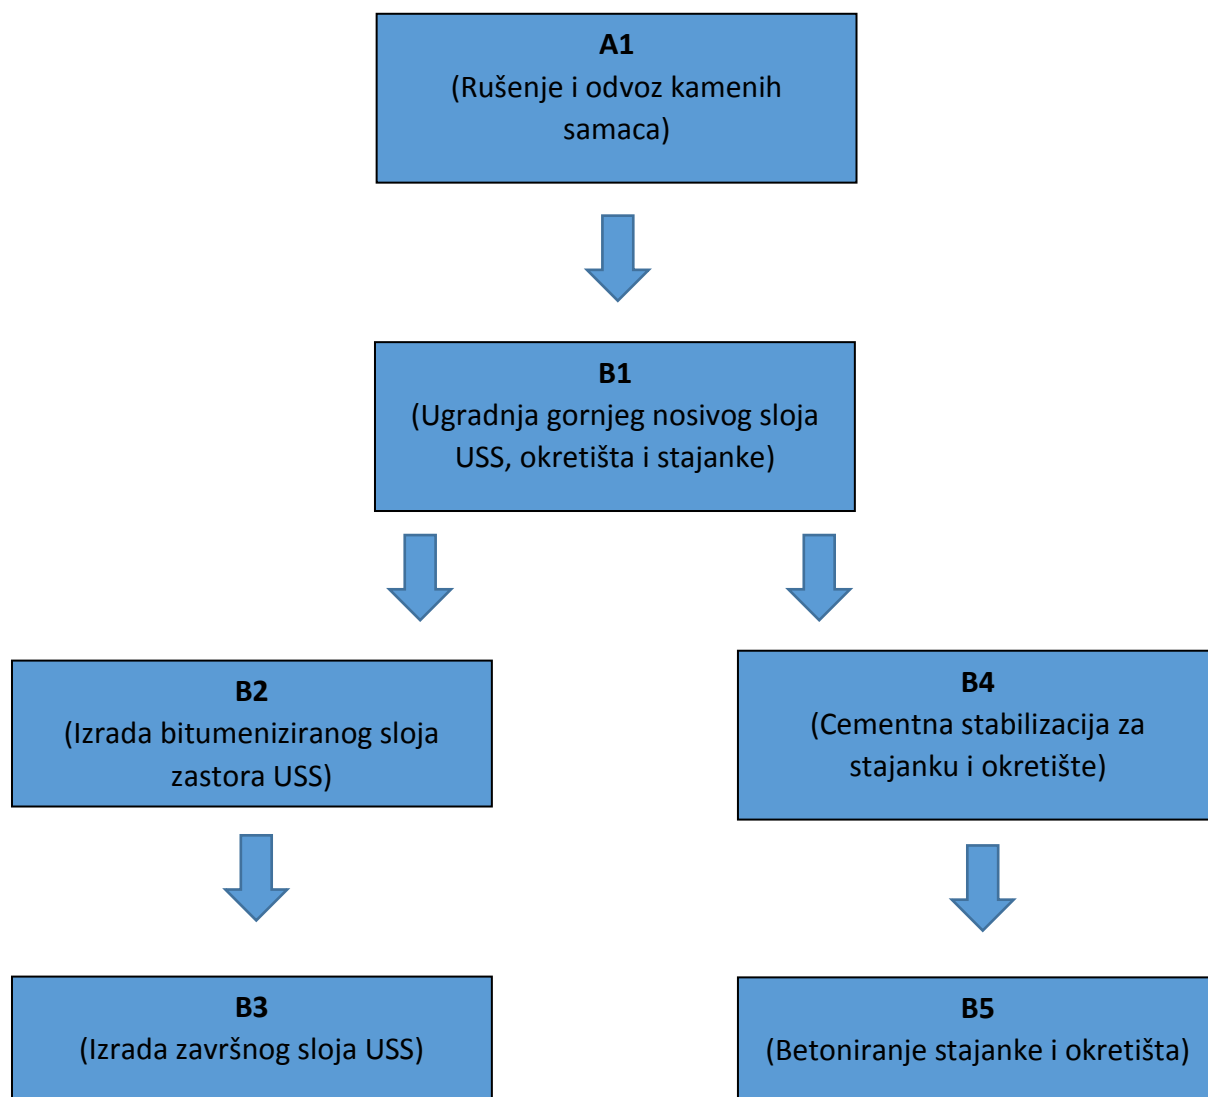 A1
(Rušenje i odvoz kamenih
samaca)
B1
(Ugradnja gornjeg nosivog sloja
USS, okretišta i stajanke)
B2
(Izrada bitumeniziranog sloja
zastora USS)
B4
(Cementna stabilizacija za
stajanku i okretište)
B3
(Izrada završnog sloja USS)
B5
(Betoniranje stajanke i okretišta)